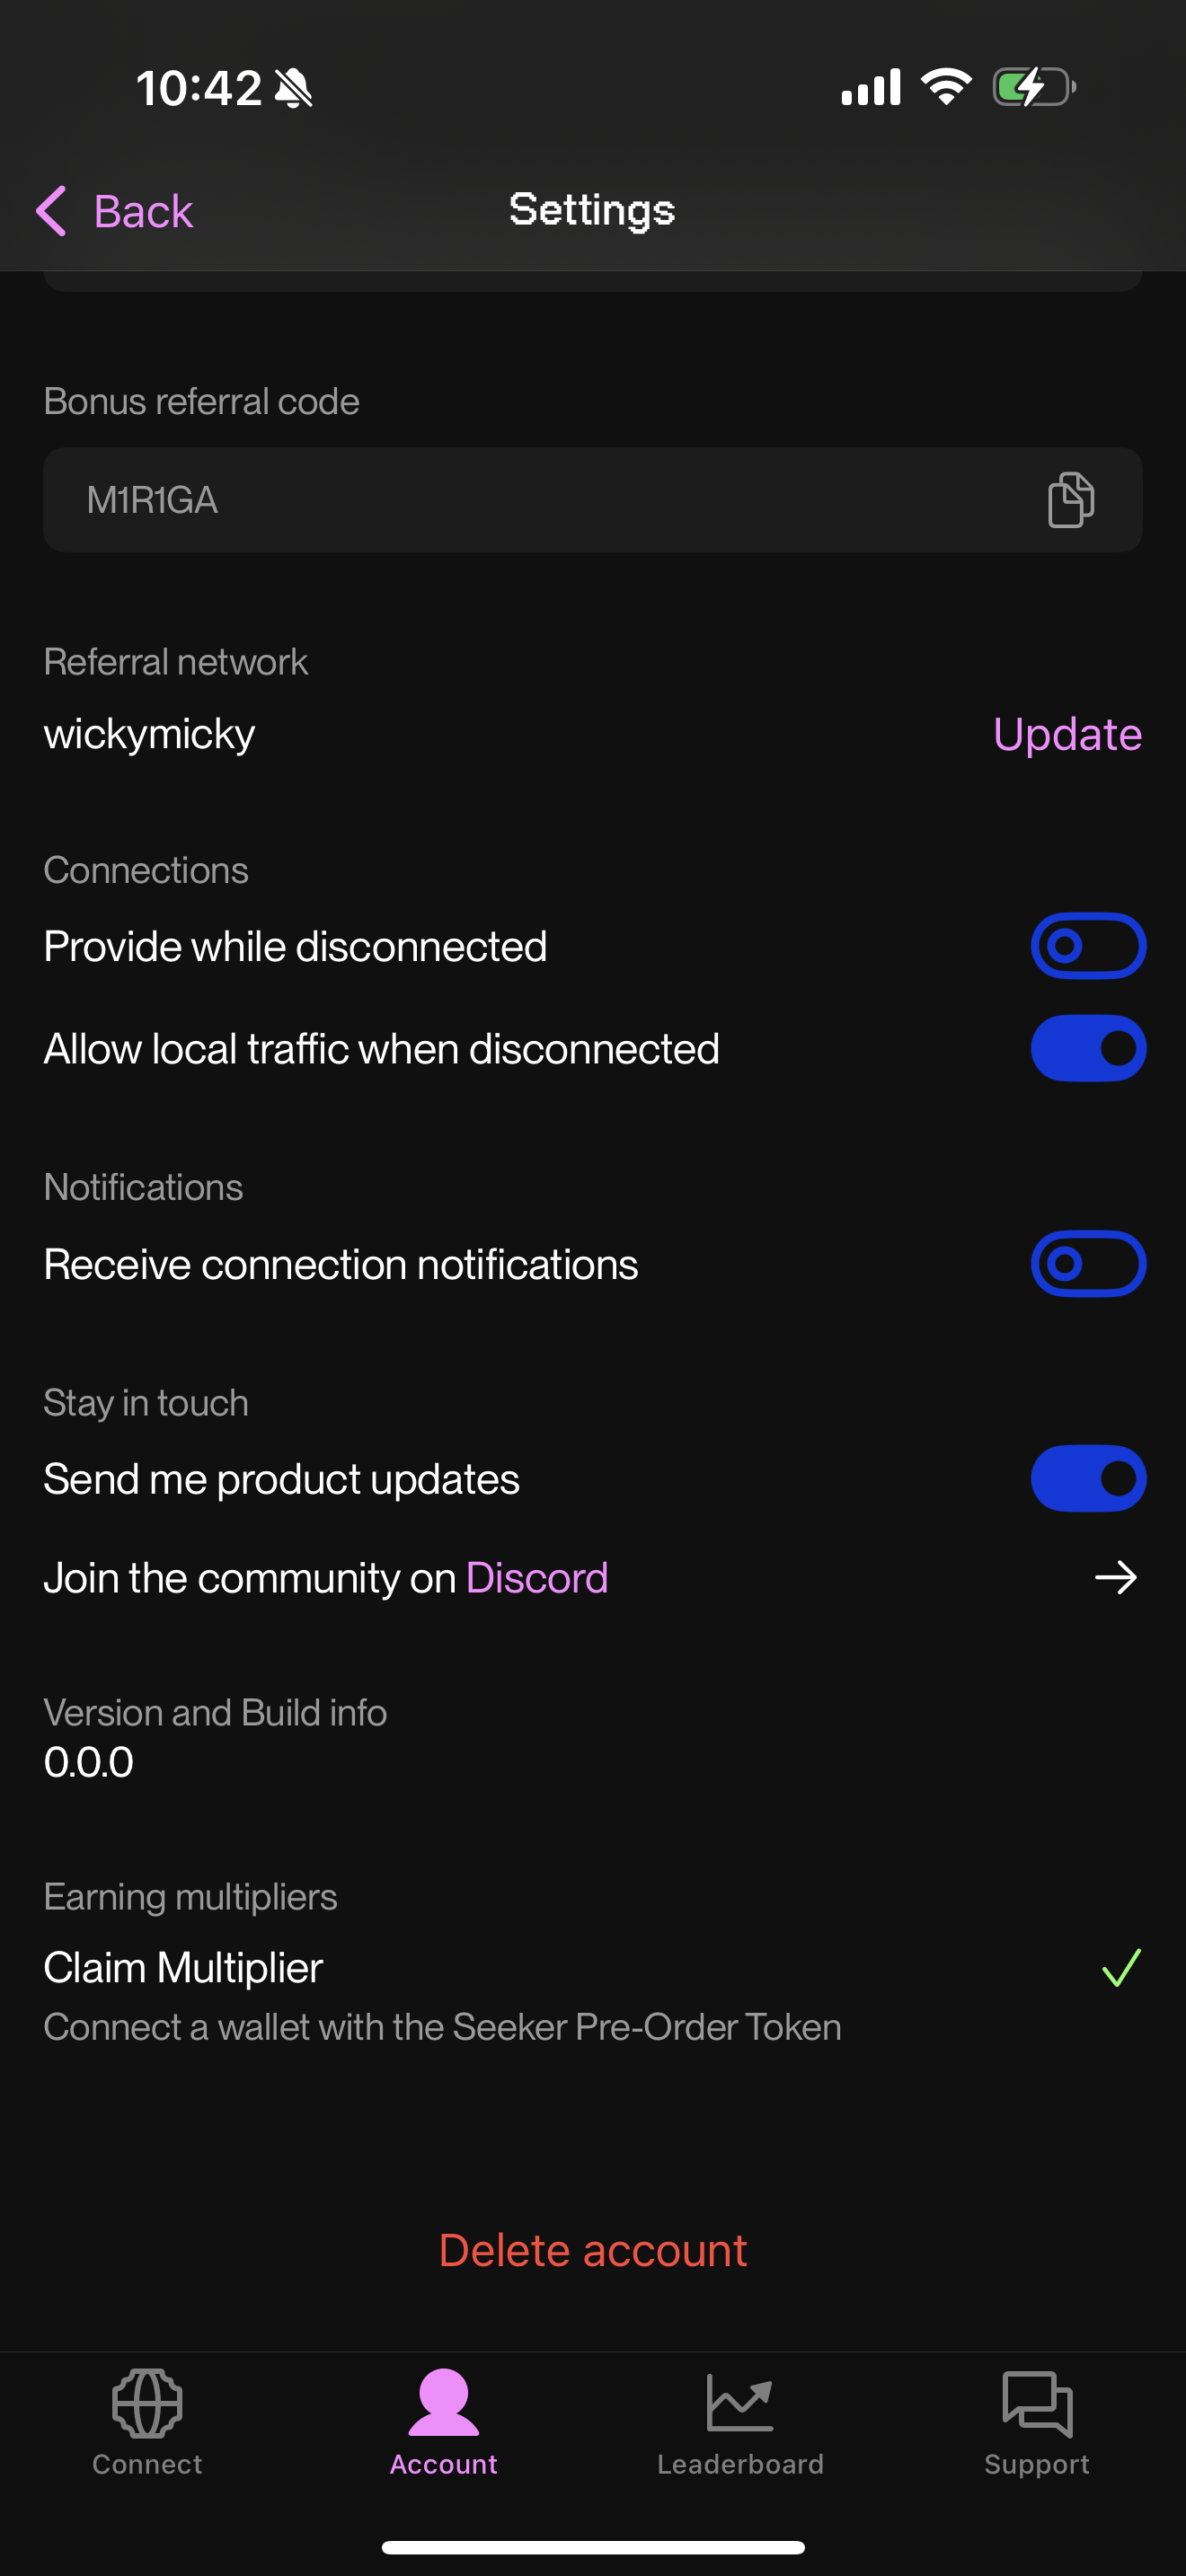 10:42
Back
Settings
Bonus referral code
M1R1GA
Referral network
wickymicky
Update
Connections
Provide while disconnected
Allow local traffic when disconnected
Notifications
Receive connection notifications
Stay in touch
Send me product updates
Join the community on Discord
Version and Build info
0.0.0
Earning multipliers
Claim Multiplier
Connect a wallet with the Seeker Pre-Order Token
Delete account
Connect
Account
Leaderboard
Support